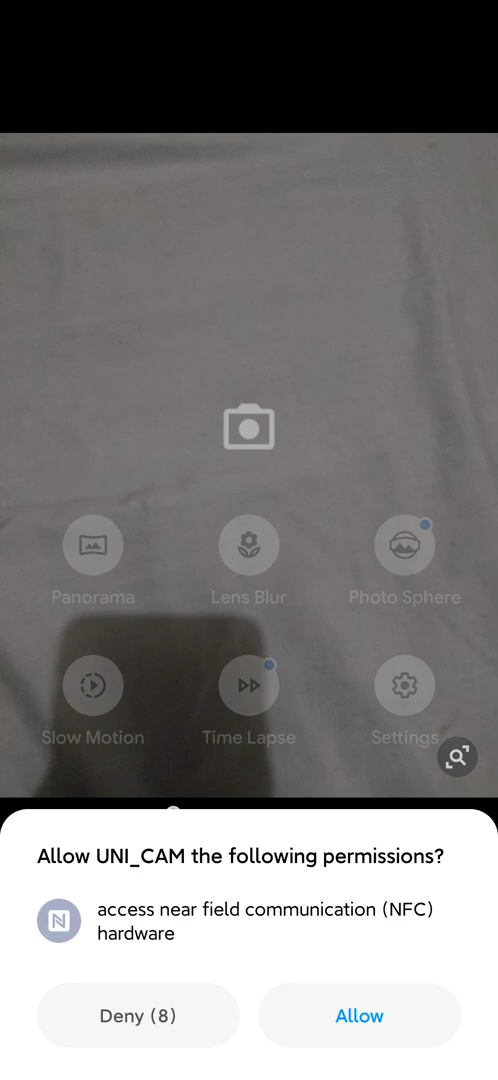 Panorama
Lens Blur
Photo Sphere
Slow Motion
Time Lapse
Settings
Allow UNI_CAM the following permissions?
access near field communication (NFC)
hardware
Deny (8)
Allow